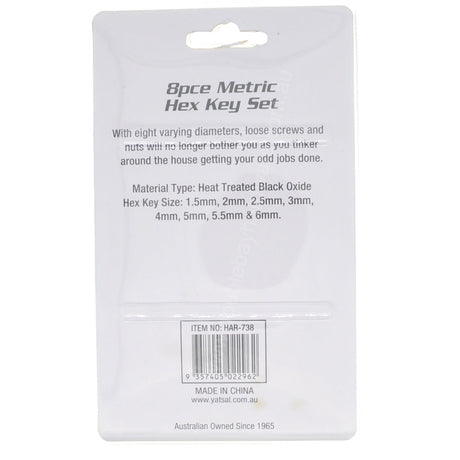 8pce Metric
Hex Key Set
With eight varying diameters, loose screws and
nuts will no longer bother you as you tinker
around the house getting your odd jobs done.
Material Type: Heat Treated Black Oxide
Hex Key Size: 1.5mm, 2mm, 2.5mm, 3mm,
4mm, 5mm, 5.5mm & 6mm.
ITEM NO: HAR-738
9 357405 022962
MADE IN CHINA
www.yatsal.com.au
Australian Owned Since 1965